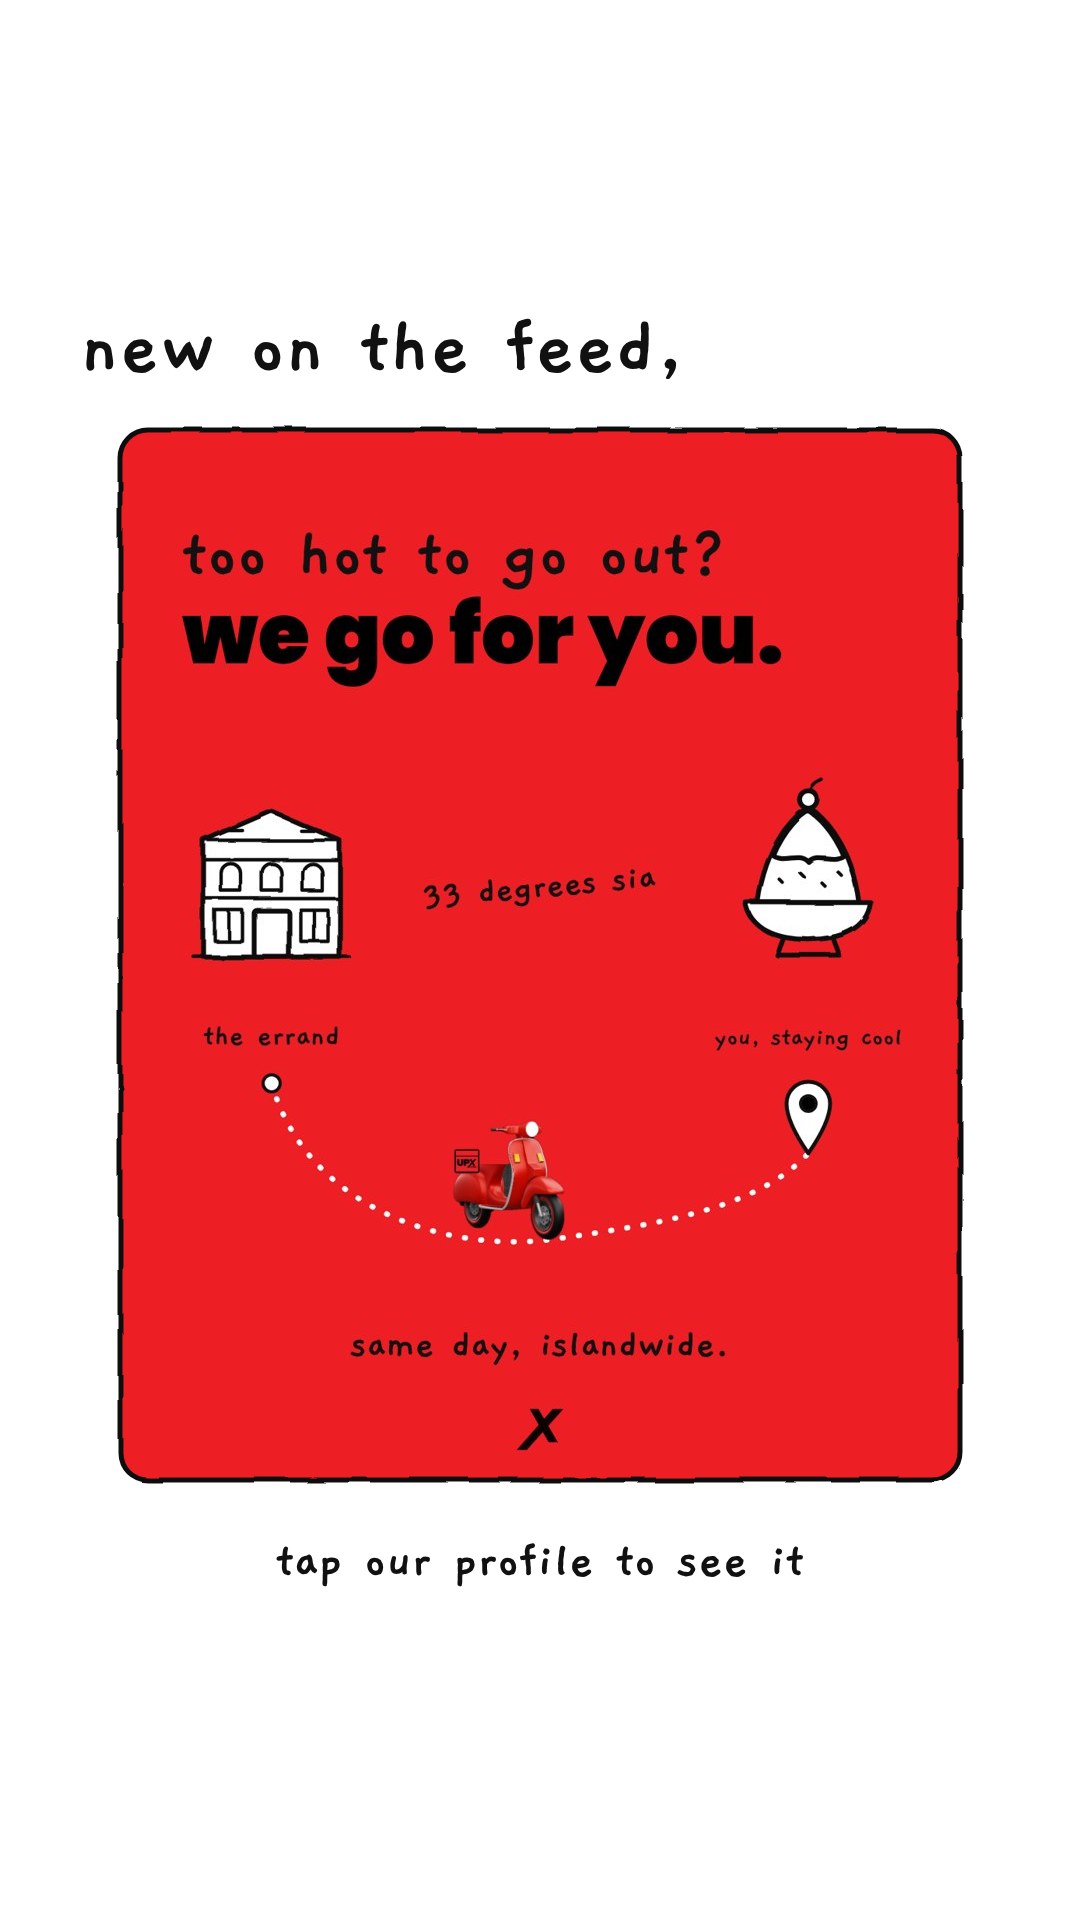 new on the feed,
too hot to go out?
we go for you.
33 degrees sia
the errand
you, staying cool
UPX
same day, islandwide.
X
tap our profile to see it